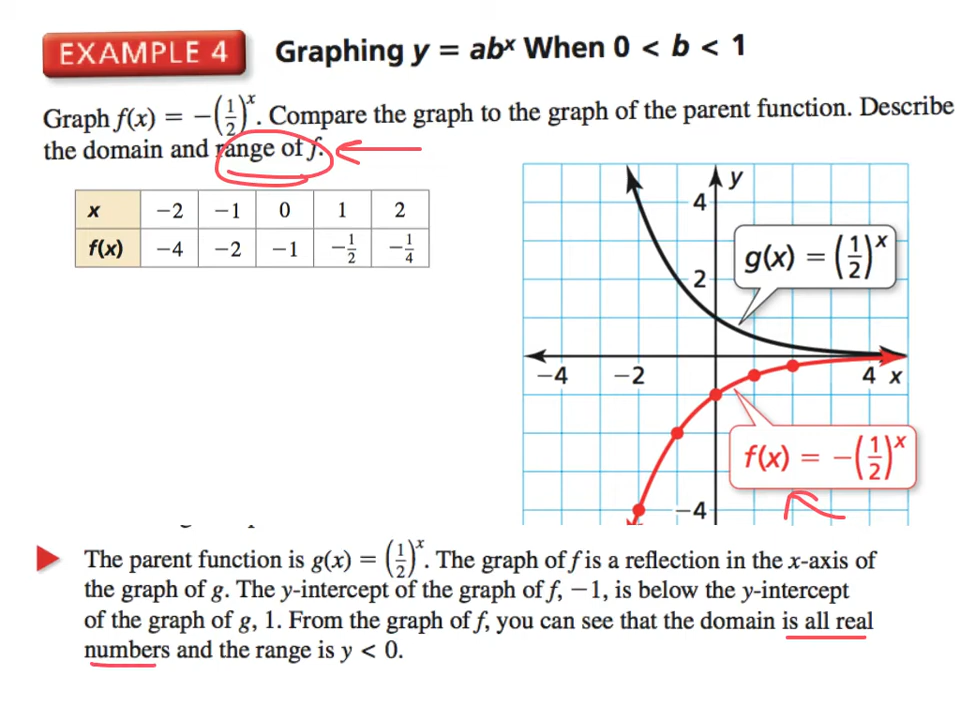 EXAMPLE 4 Graphing y = abˣ When 0 < b < 1
Graph f(x) = −(1/2)ˣ. Compare the graph to the graph of the parent function. Describe
the domain and range of f.
x −2 −1 0 1 2
f(x) −4 −2 −1 −1/2 −1/4
y
4
g(x) = (1/2)ˣ
2
−4 −2 4 x
f(x) = −(1/2)ˣ
−4
The parent function is g(x) = (1/2)ˣ. The graph of f is a reflection in the x-axis of
the graph of g. The y-intercept of the graph of f, −1, is below the y-intercept
of the graph of g, 1. From the graph of f, you can see that the domain is all real
numbers and the range is y < 0.